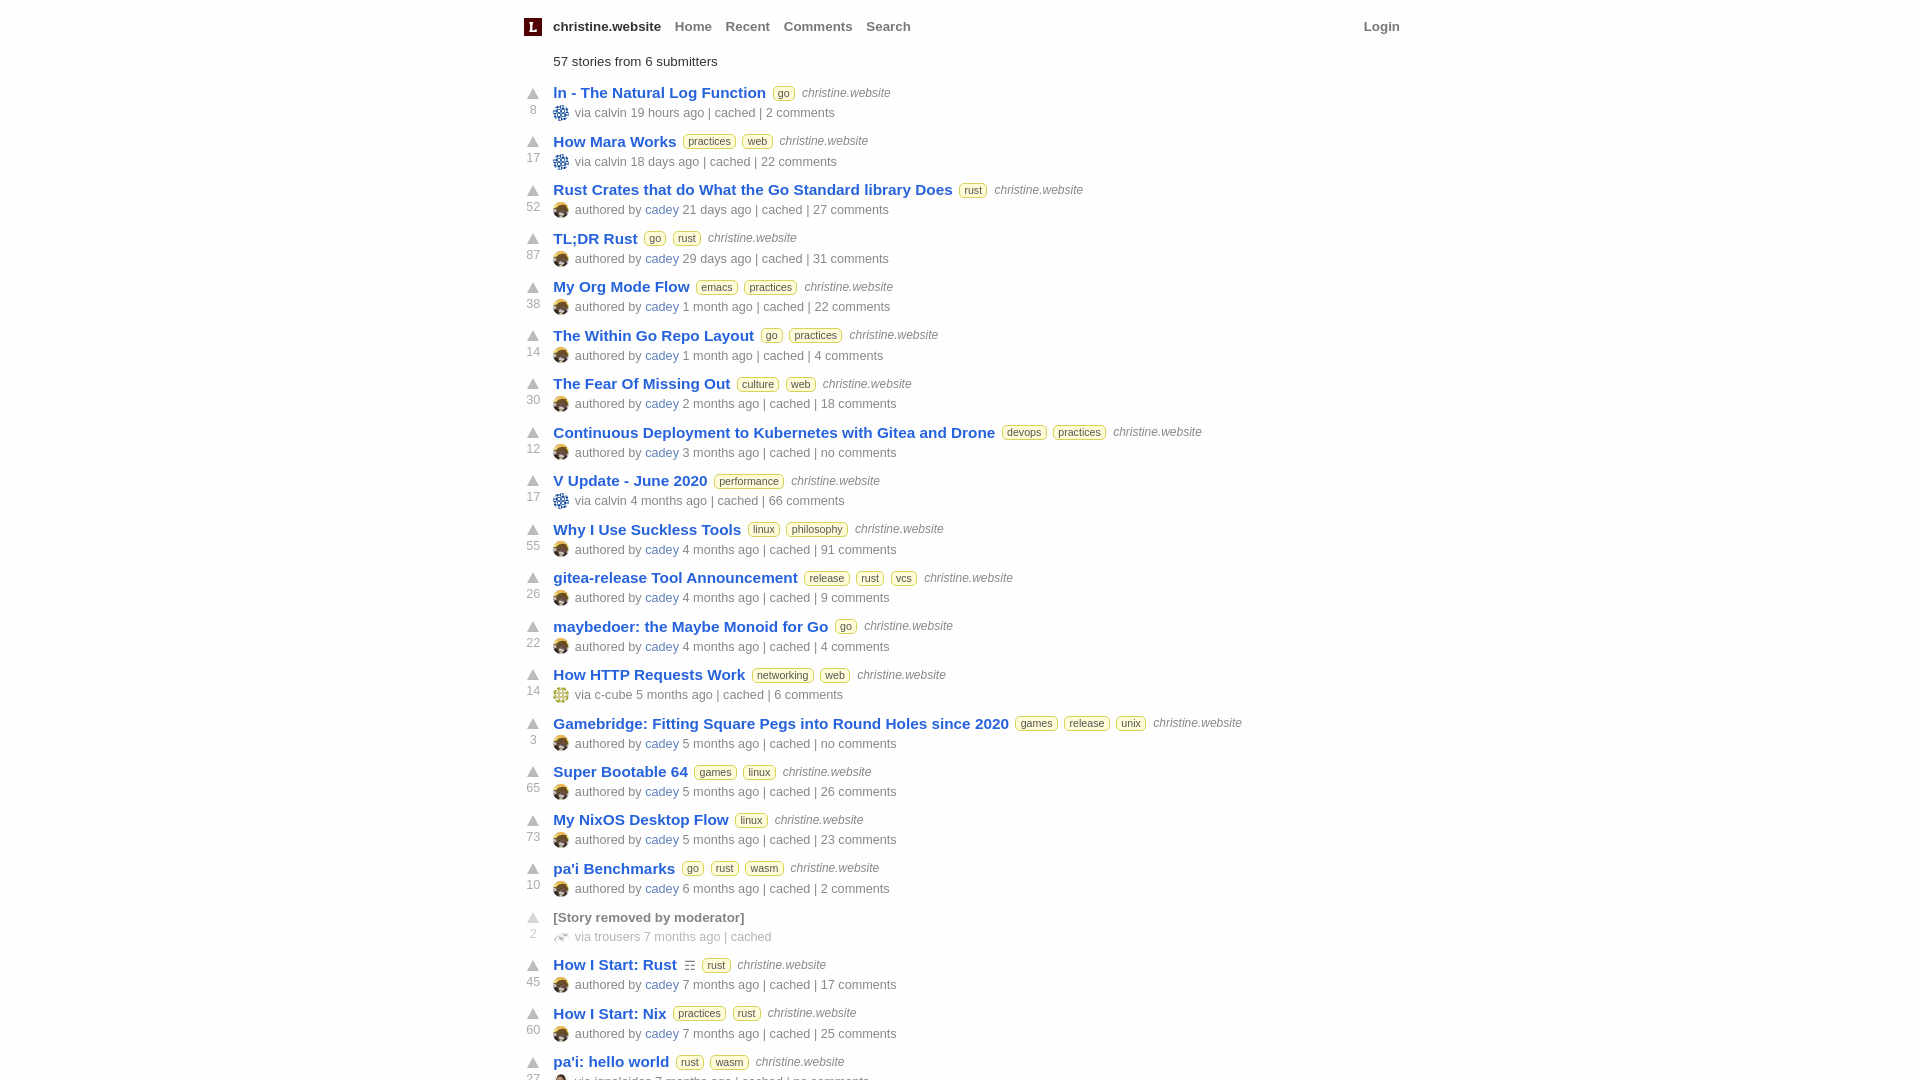 L christine.website Home Recent Comments Search Login
57 stories from 6 submitters
ln - The Natural Log Function go christine.website
8 via calvin 19 hours ago | cached | 2 comments
How Mara Works practices web christine.website
17 via calvin 18 days ago | cached | 22 comments
Rust Crates that do What the Go Standard library Does rust christine.website
52 authored by cadey 21 days ago | cached | 27 comments
TL;DR Rust go rust christine.website
87 authored by cadey 29 days ago | cached | 31 comments
My Org Mode Flow emacs practices christine.website
38 authored by cadey 1 month ago | cached | 22 comments
The Within Go Repo Layout go practices christine.website
14 authored by cadey 1 month ago | cached | 4 comments
The Fear Of Missing Out culture web christine.website
30 authored by cadey 2 months ago | cached | 18 comments
Continuous Deployment to Kubernetes with Gitea and Drone devops practices christine.website
12 authored by cadey 3 months ago | cached | no comments
V Update - June 2020 performance christine.website
17 via calvin 4 months ago | cached | 66 comments
Why I Use Suckless Tools linux philosophy christine.website
55 authored by cadey 4 months ago | cached | 91 comments
gitea-release Tool Announcement release rust vcs christine.website
26 authored by cadey 4 months ago | cached | 9 comments
maybedoer: the Maybe Monoid for Go go christine.website
22 authored by cadey 4 months ago | cached | 4 comments
How HTTP Requests Work networking web christine.website
14 via c-cube 5 months ago | cached | 6 comments
Gamebridge: Fitting Square Pegs into Round Holes since 2020 games release unix christine.website
3 authored by cadey 5 months ago | cached | no comments
Super Bootable 64 games linux christine.website
65 authored by cadey 5 months ago | cached | 26 comments
My NixOS Desktop Flow linux christine.website
73 authored by cadey 5 months ago | cached | 23 comments
pa'i Benchmarks go rust wasm christine.website
10 authored by cadey 6 months ago | cached | 2 comments
[Story removed by moderator]
2 via trousers 7 months ago | cached
How I Start: Rust ☶ rust christine.website
45 authored by cadey 7 months ago | cached | 17 comments
How I Start: Nix practices rust christine.website
60 authored by cadey 7 months ago | cached | 25 comments
pa'i: hello world rust wasm christine.website